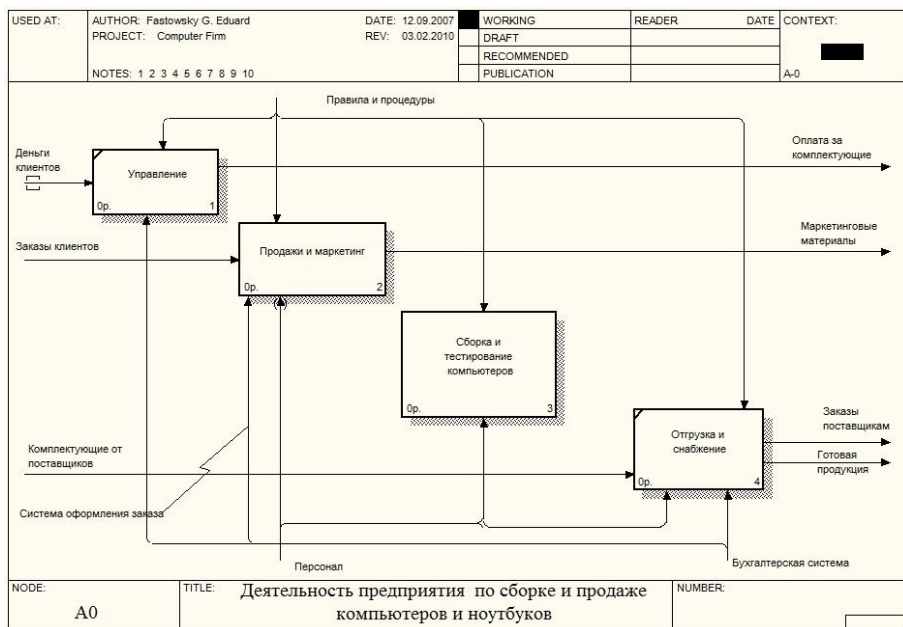 USED AT:
AUTHOR: Fastowsky G. Eduard
DATE: 12.09.2007
WORKING
READER
DATE
CONTEXT:
PROJECT: Computer Firm
REV: 03.02.2010
DRAFT
RECOMMENDED
NOTES: 1 2 3 4 5 6 7 8 9 10
PUBLICATION
A-0
Правила и процедуры
Деньги
клиентов
Управление
0р.
1
Оплата за
комплектующие
Заказы клиентов
Продажи и маркетинг
0р.
2
Маркетинговые
материалы
Сборка и
тестирование
компьютеров
0р.
3
Комплектующие от
поставщиков
Отгрузка и
снабжение
0р.
4
Заказы
поставщикам
Готовая
продукция
Система оформления заказа
Персонал
Бухгалтерская система
NODE:
A0
TITLE:
Деятельность предприятия по сборке и продаже
компьютеров и ноутбуков
NUMBER: